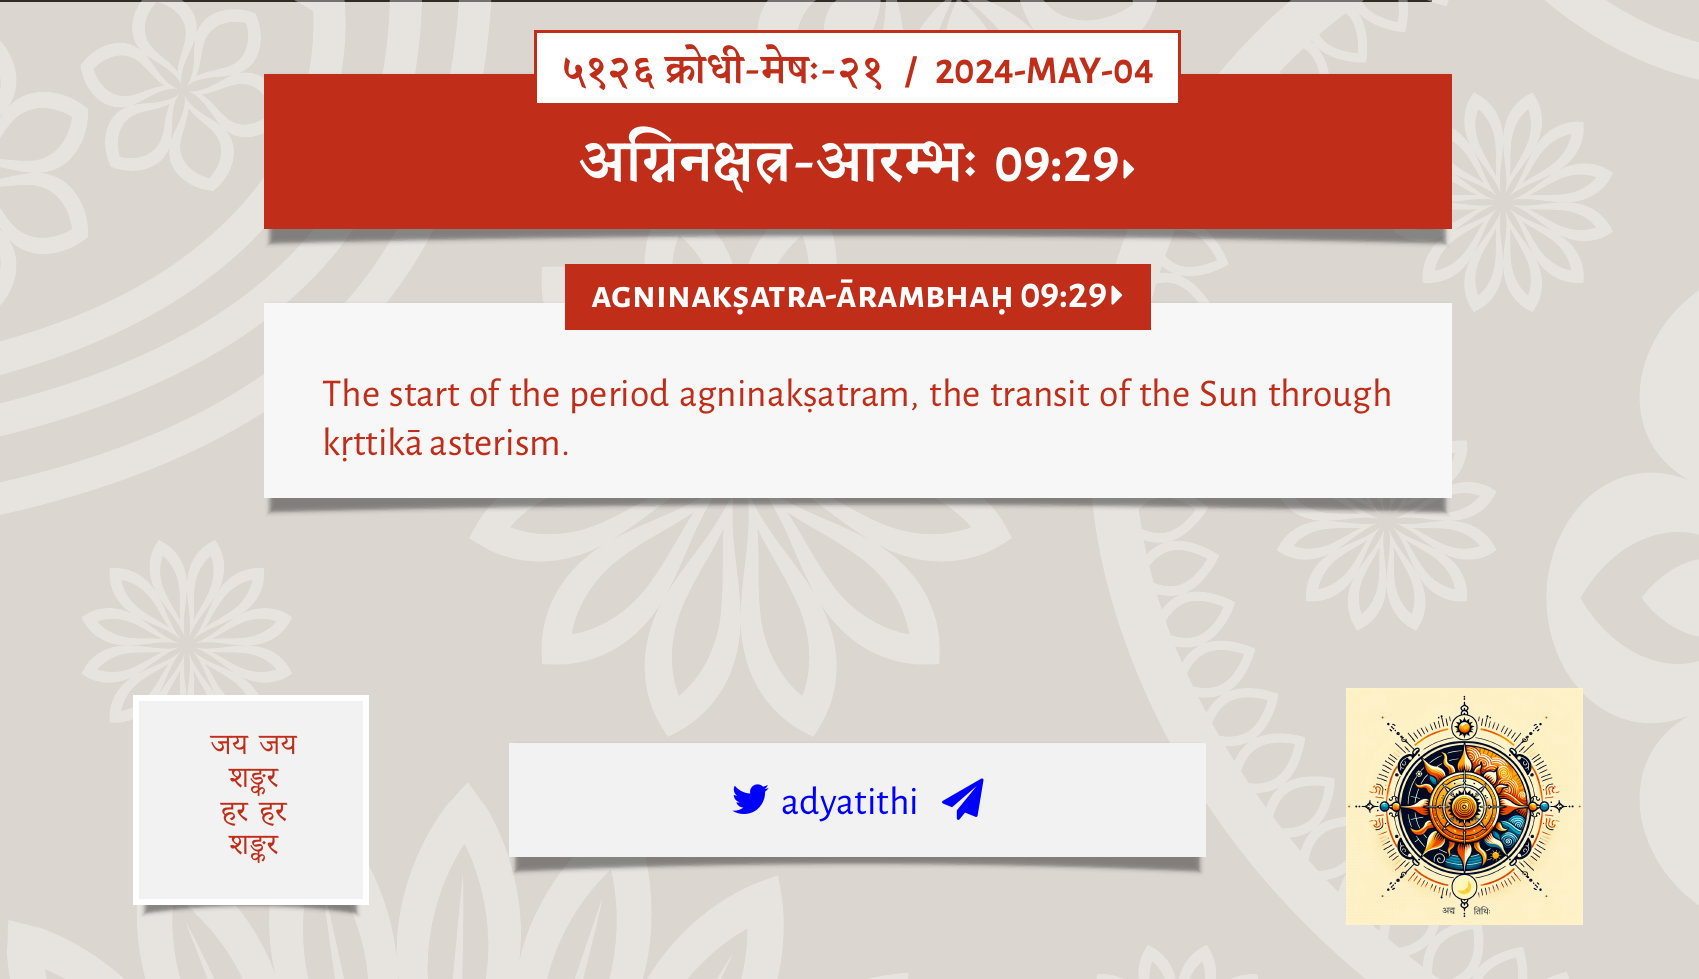 ५१२६ क्रोधी-मेषः-२१ / 2024-MAY-04
अग्निनक्षत्र-आरम्भः 09:29▸
AGNINAKṢATRA-ĀRAMBHAḤ 09:29▸
The start of the period agninakṣatram, the transit of the Sun through
kṛttikā asterism.
जय जय
शङ्कर
हर हर
शङ्कर
adyatithi
अद्य तिथिः